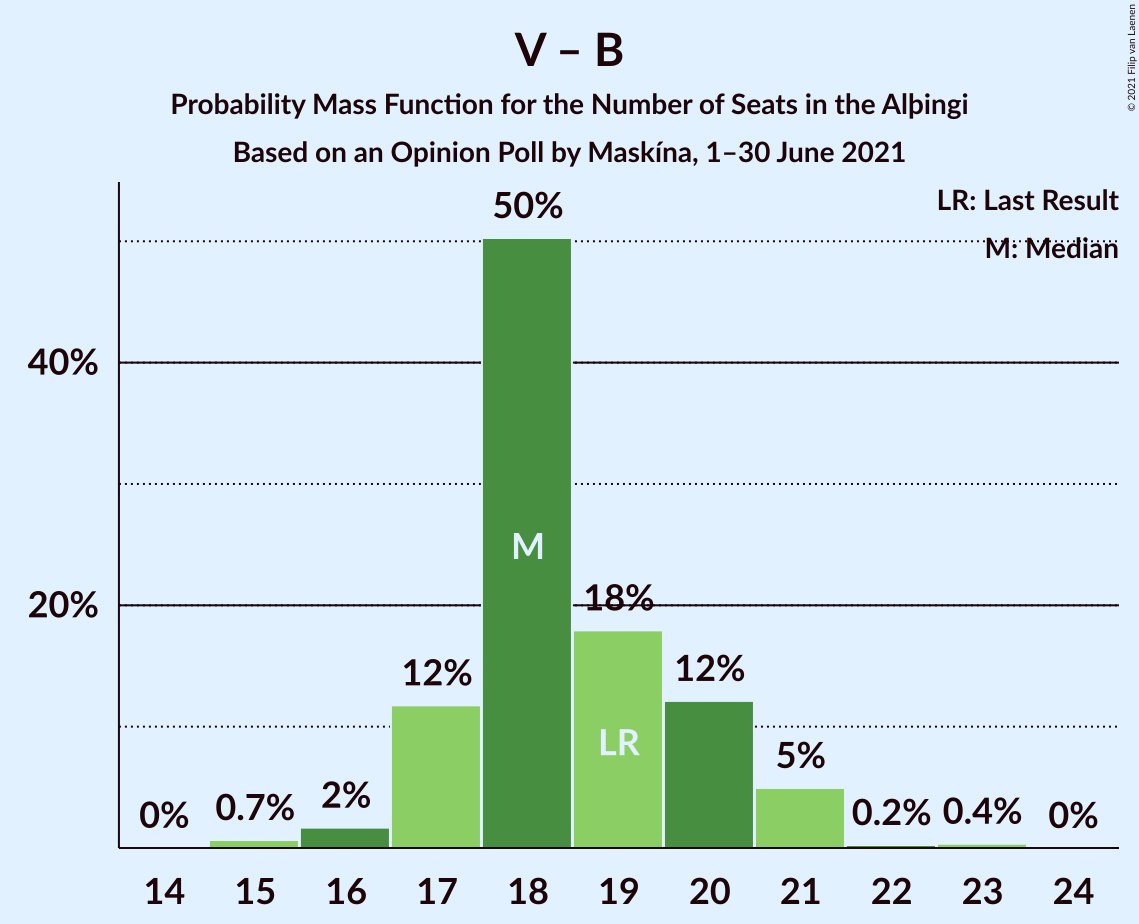 V – B
Probability Mass Function for the Number of Seats in the Alþingi
Based on an Opinion Poll by Maskína, 1–30 June 2021
© 2021 Filip van Laenen
LR: Last Result
M: Median
50%
40%
20%
0%
0.7%
2%
12%
M
18%
LR
12%
5%
0.2%
0.4%
0%
14 15 16 17 18 19 20 21 22 23 24